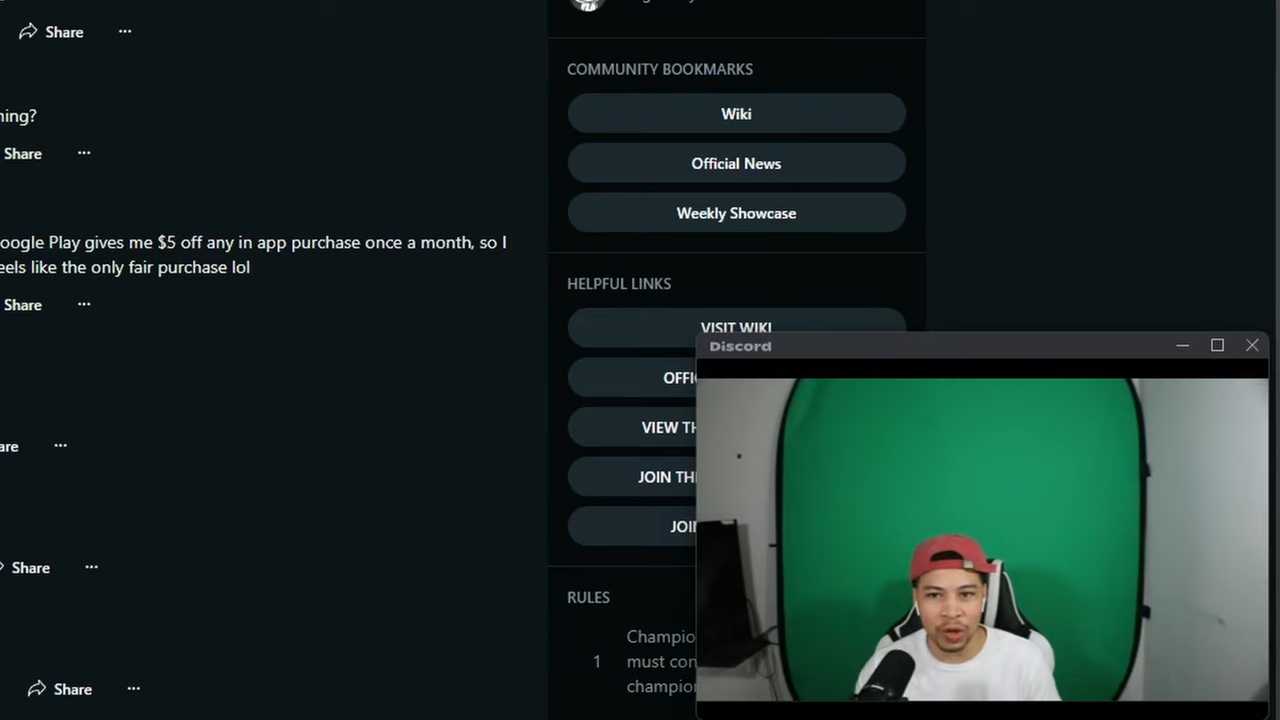 Share
ning?
Share
oogle Play gives me $5 off any in app purchase once a month, so I
eels like the only fair purchase lol
Share
are
Share
Share
COMMUNITY BOOKMARKS
Wiki
Official News
Weekly Showcase
HELPFUL LINKS
VISIT WIKI
OFFI
VIEW TH
JOIN TH
JOI
RULES
1
Champio
must con
champion
Discord